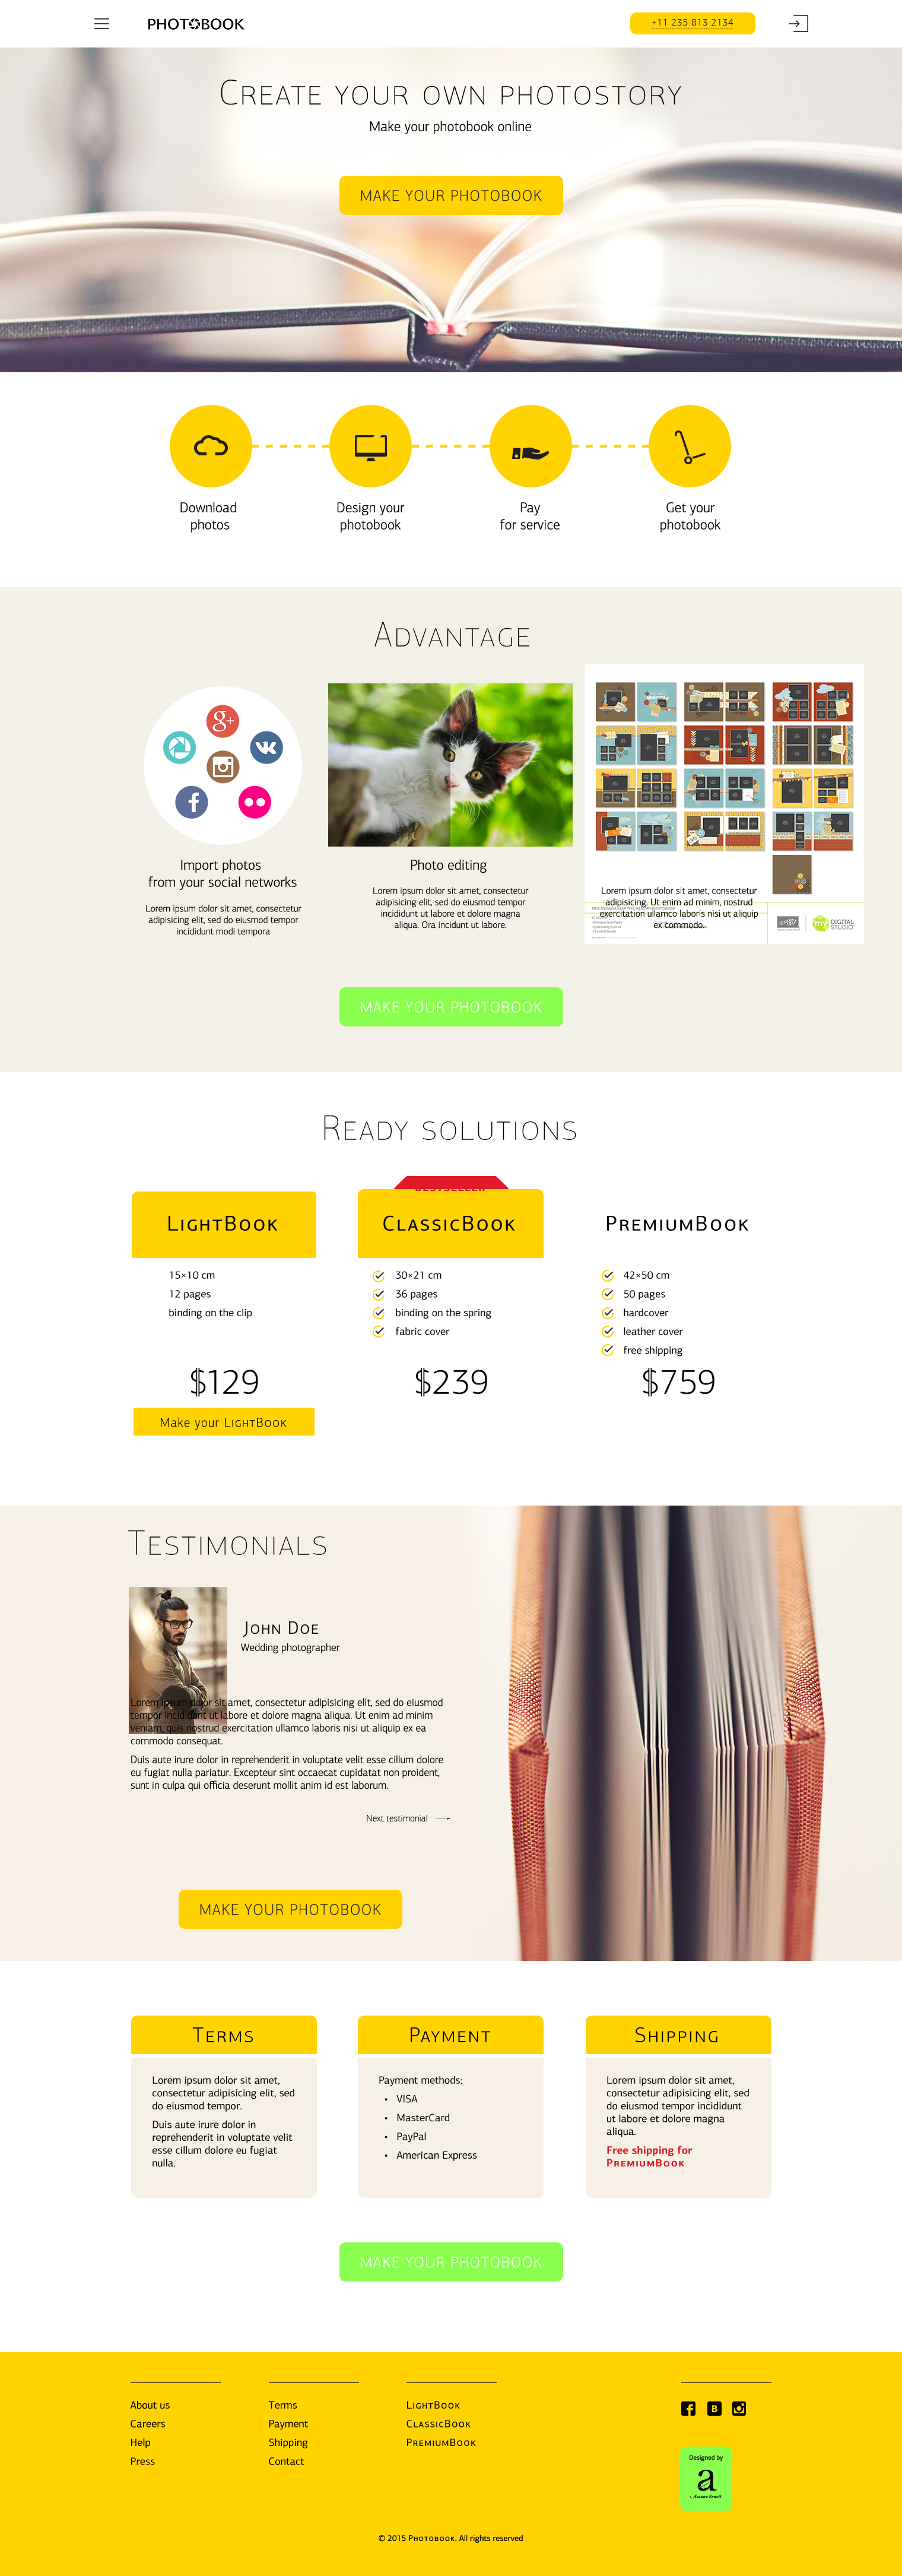 PHOTOBOOK
+11 235 813 2134
CREATE YOUR OWN PHOTOSTORY
Make your photobook online
MAKE YOUR PHOTOBOOK
Download
photos
Design your
photobook
Pay
for service
Get your
photobook
ADVANTAGE
g+
Import photos
from your social networks
Lorem ipsum dolor sit amet, consectetur
adipisicing elit, sed do eiusmod tempor
incididunt modi tempora
Photo editing
Lorem ipsum dolor sit amet, consectetur
adipisicing elit, sed do eiusmod tempor
incididunt ut labore et dolore magna
aliqua. Ora incidunt ut labore.
Lorem ipsum dolor sit amet, consectetur
adipiscing. Ut enim ad minim, nostrud
exercitation ullamco laboris nisi ut aliquip
ex commodo.
my DIGITAL
STUDIO
MAKE YOUR PHOTOBOOK
READY SOLUTIONS
LIGHTBOOK
15×10 cm
12 pages
binding on the clip
$129
Make your LIGHTBOOK
BESTSELLER
CLASSICBOOK
30×21 cm
36 pages
binding on the spring
fabric cover
$239
PREMIUMBOOK
42×50 cm
50 pages
hardcover
leather cover
free shipping
$759
TESTIMONIALS
JOHN DOE
Wedding photographer
Lorem ipsum dolor sit amet, consectetur adipisicing elit, sed do eiusmod
tempor incididunt ut labore et dolore magna aliqua. Ut enim ad minim
veniam, quis nostrud exercitation ullamco laboris nisi ut aliquip ex ea
commodo consequat.
Duis aute irure dolor in reprehenderit in voluptate velit esse cillum dolore
eu fugiat nulla pariatur. Excepteur sint occaecat cupidatat non proident,
sunt in culpa qui officia deserunt mollit anim id est laborum.
Next testimonial
MAKE YOUR PHOTOBOOK
TERMS
Lorem ipsum dolor sit amet,
consectetur adipisicing elit, sed
do eiusmod tempor.
Duis aute irure dolor in
reprehenderit in voluptate velit
esse cillum dolore eu fugiat
nulla.
PAYMENT
Payment methods:
• VISA
• MasterCard
• PayPal
• American Express
SHIPPING
Lorem ipsum dolor sit amet,
consectetur adipisicing elit, sed
do eiusmod tempor incididunt
ut labore et dolore magna
aliqua.
Free shipping for
PREMIUMBOOK
MAKE YOUR PHOTOBOOK
About us
Careers
Help
Press
Terms
Payment
Shipping
Contact
LIGHTBOOK
CLASSICBOOK
PREMIUMBOOK
Designed by
a
© 2015 PHOTOBOOK. All rights reserved